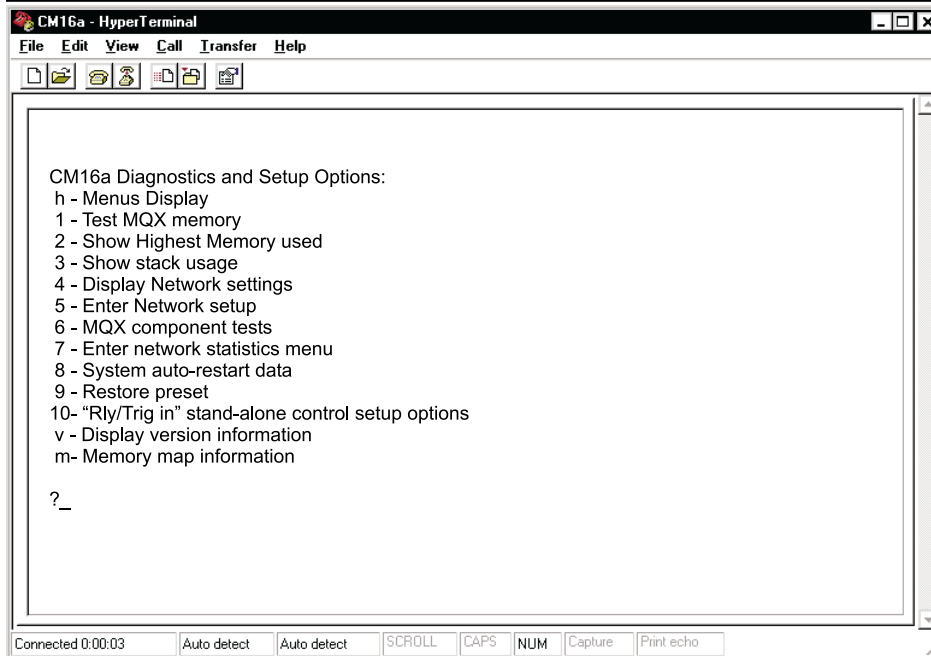 CM16a - HyperTerminal
File Edit View Call Transfer Help
CM16a Diagnostics and Setup Options:
h - Menus Display
1 - Test MQX memory
2 - Show Highest Memory used
3 - Show stack usage
4 - Display Network settings
5 - Enter Network setup
6 - MQX component tests
7 - Enter network statistics menu
8 - System auto-restart data
9 - Restore preset
10- “Rly/Trig in” stand-alone control setup options
v - Display version information
m- Memory map information
?_
Connected 0:00:03 Auto detect Auto detect SCROLL CAPS NUM Capture Print echo